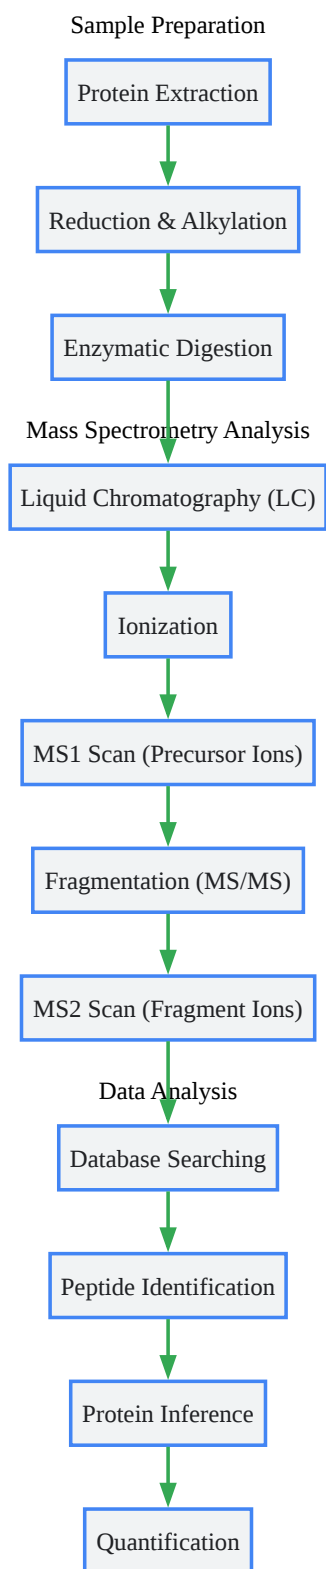 Sample Preparation
Protein Extraction
Reduction & Alkylation
Enzymatic Digestion
Mass Spectrometry Analysis
Liquid Chromatography (LC)
Ionization
MS1 Scan (Precursor Ions)
Fragmentation (MS/MS)
MS2 Scan (Fragment Ions)
Data Analysis
Database Searching
Peptide Identification
Protein Inference
Quantification